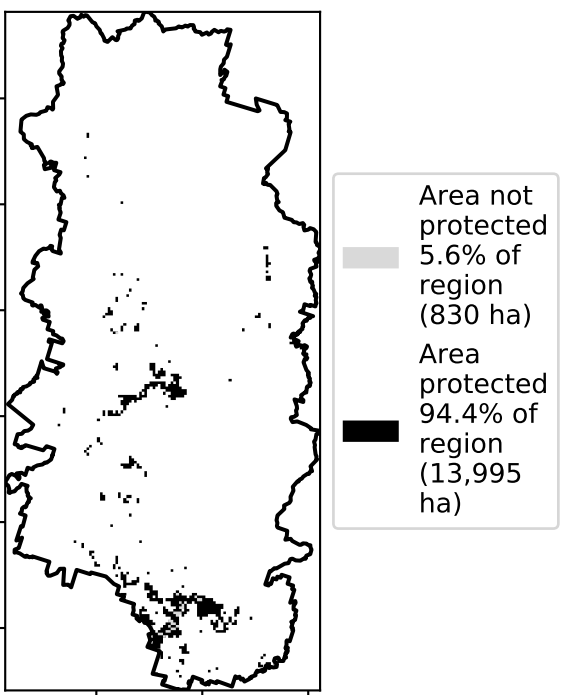 Area not
protected
5.6% of
region
(830 ha)
Area
protected
94.4% of
region
(13,995
ha)